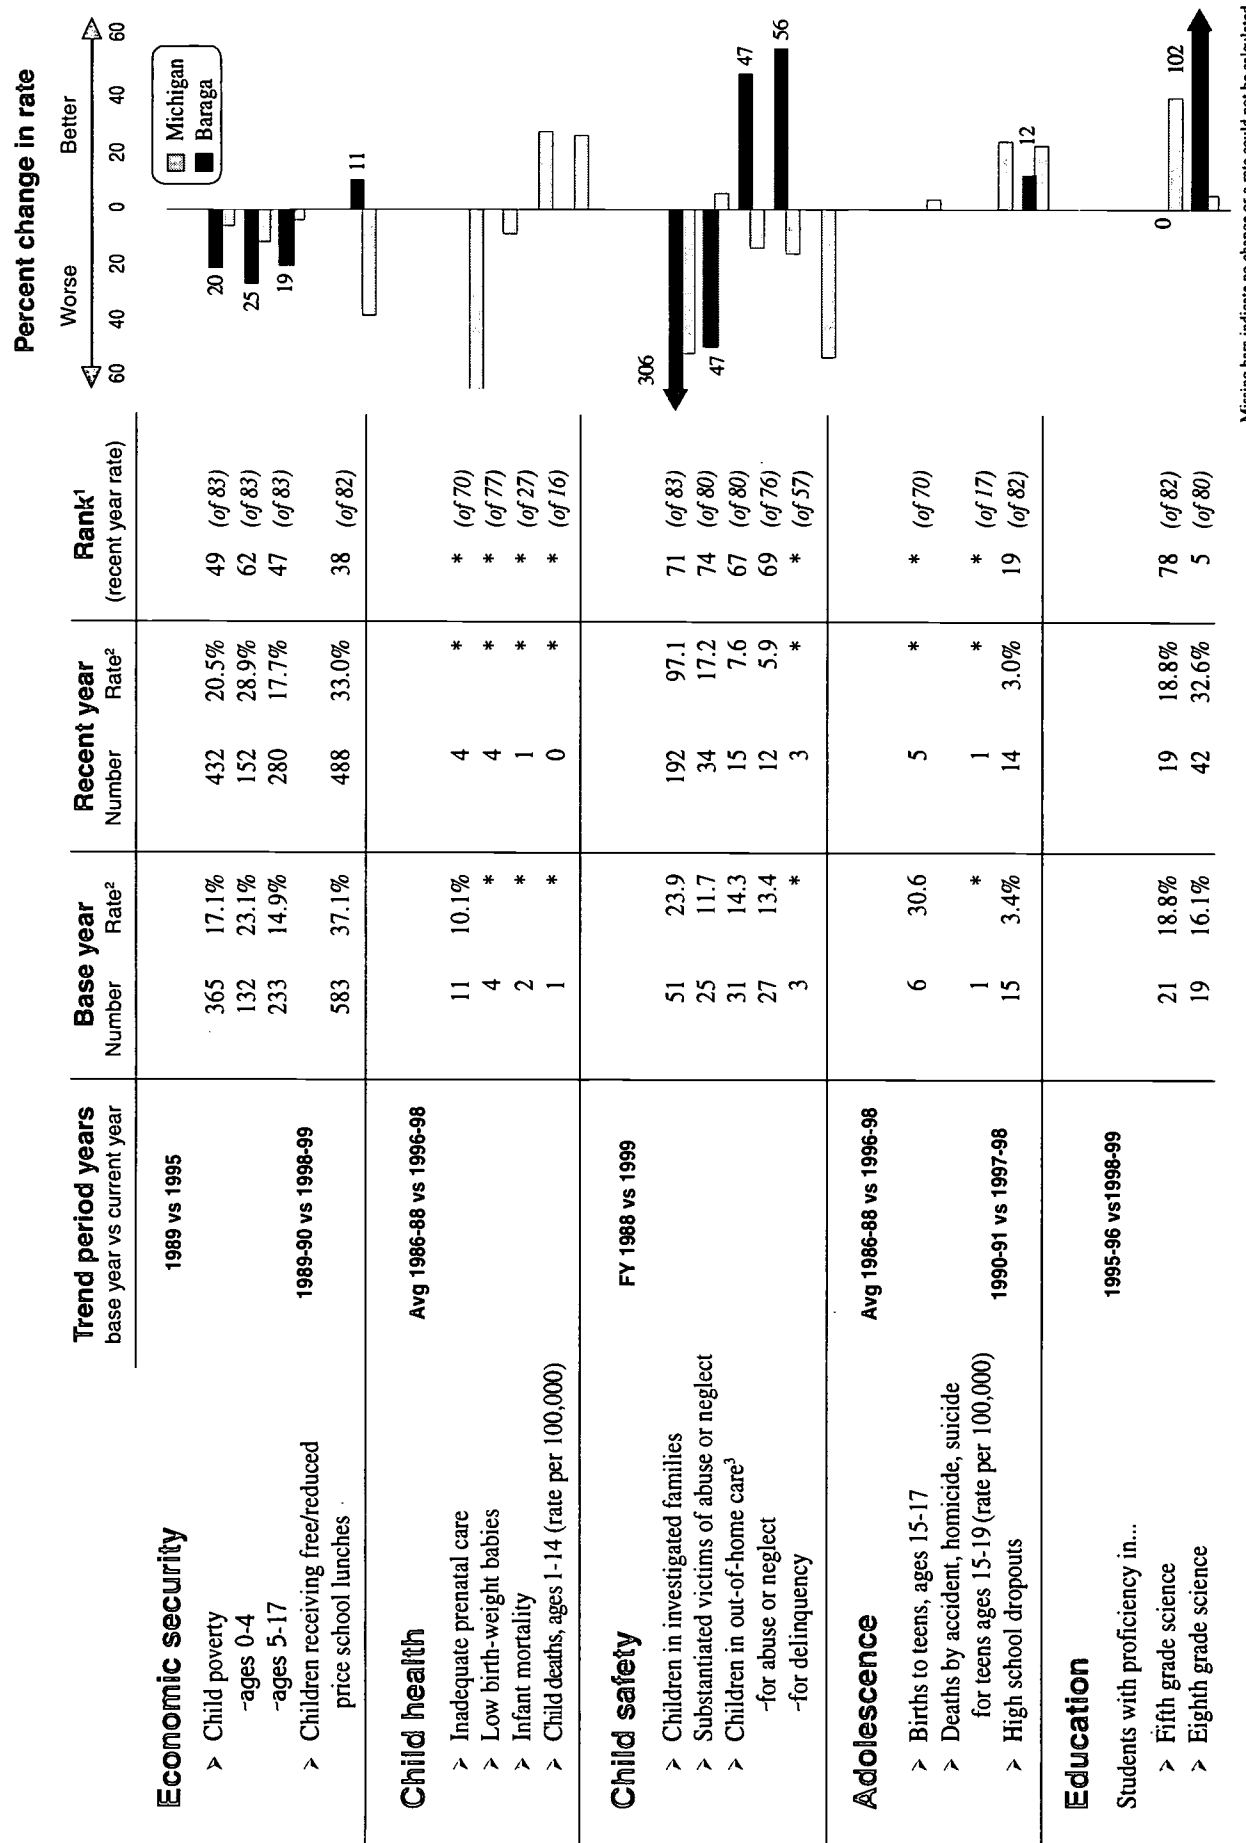 Trend period years Base year Recent year Rank¹ Percent change in rate
base year vs current year Number Rate² Number Rate² (recent year rate) Worse Better
60 40 20 0 20 40 60
Michigan
Baraga
Economic security
1989 vs 1995
➢ Child poverty 365 17.1% 432 20.5% 49 (of 83) 20
-ages 0-4 132 23.1% 152 28.9% 62 (of 83) 25
-ages 5-17 233 14.9% 280 17.7% 47 (of 83) 19
➢ Children receiving free/reduced 1989-90 vs 1998-99
price school lunches 583 37.1% 488 33.0% 38 (of 82) 11
Child health
Avg 1986-88 vs 1996-98
➢ Inadequate prenatal care 11 10.1% 4 * * (of 70)
➢ Low birth-weight babies 4 * 4 * * (of 77)
➢ Infant mortality 2 * 1 * * (of 27)
➢ Child deaths, ages 1-14 (rate per 100,000) 1 * 0 * * (of 16)
Child safety
FY 1988 vs 1999
➢ Children in investigated families 51 23.9 192 97.1 71 (of 83) 306
➢ Substantiated victims of abuse or neglect 25 11.7 34 17.2 74 (of 80) 47
➢ Children in out-of-home care³ 31 14.3 15 7.6 67 (of 80) 47
-for abuse or neglect 27 13.4 12 5.9 69 (of 76) 56
-for delinquency 3 * 3 * * (of 57)
Adolescence
Avg 1986-88 vs 1996-98
➢ Births to teens, ages 15-17 6 30.6 5 * * (of 70)
➢ Deaths by accident, homicide, suicide
for teens ages 15-19 (rate per 100,000) 1 * 1 * * (of 17)
➢ High school dropouts 1990-91 vs 1997-98 15 3.4% 14 3.0% 19 (of 82) 12
Education
1995-96 vs1998-99
Students with proficiency in...
➢ Fifth grade science 21 18.8% 19 18.8% 78 (of 82) 0
➢ Eighth grade science 19 16.1% 42 32.6% 5 (of 80) 102
Missing bars indicate no change or a rate could not be calculated